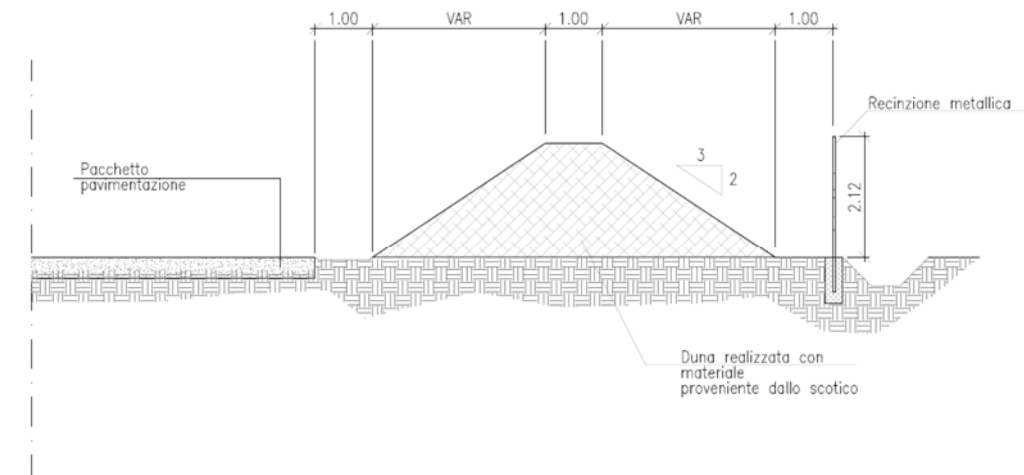 1.00 VAR 1.00 VAR 1.00
Recinzione metallica
3
2
2.12
Pacchetto
pavimentazione
Duna realizzata con
materiale
proveniente dallo scotico